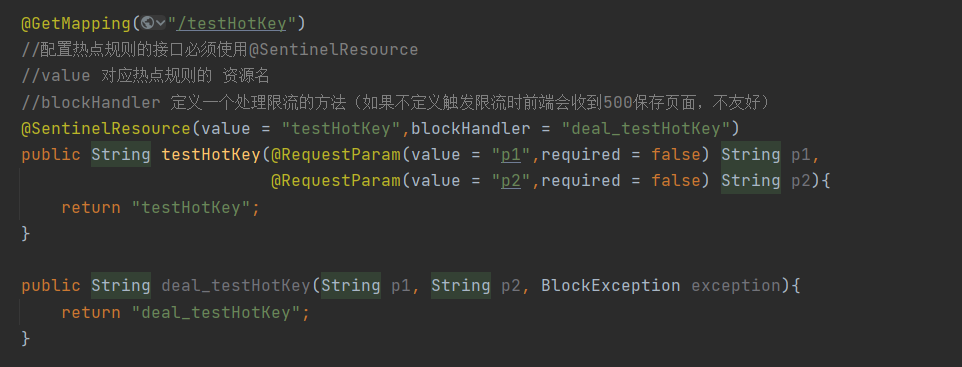 @GetMapping("/testHotKey")
//配置热点规则的接口必须使用@SentinelResource
//value 对应热点规则的 资源名
//blockHandler 定义一个处理限流的方法（如果不定义触发限流时前端会收到500保存页面，不友好）
@SentinelResource(value = "testHotKey",blockHandler = "deal_testHotKey")
public String testHotKey(@RequestParam(value = "p1",required = false) String p1,
@RequestParam(value = "p2",required = false) String p2){
return "testHotKey";
}
public String deal_testHotKey(String p1, String p2, BlockException exception){
return "deal_testHotKey";
}